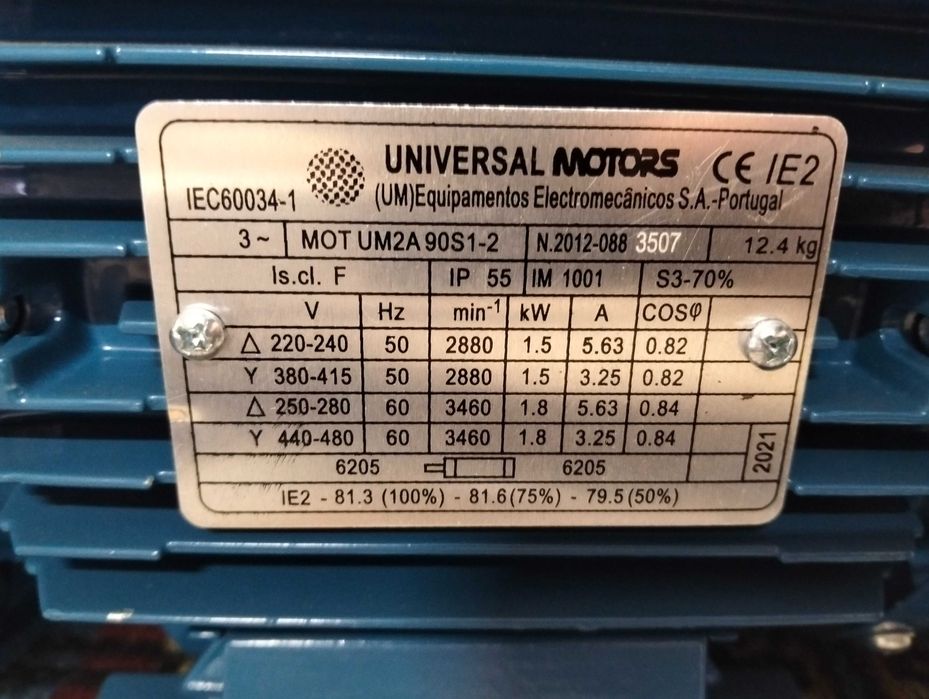 UNIVERSAL MOTORS CE IE2
IEC60034-1 (UM)Equipamentos Electromecânicos S.A.-Portugal
3~ MOT UM2A 90S1-2 N.2012-088 3507 12.4 kg
Is.cl. F IP 55 IM 1001 S3-70%
V Hz min⁻¹ kW A COSφ
Δ 220-240 50 2880 1.5 5.63 0.82
Y 380-415 50 2880 1.5 3.25 0.82
Δ 250-280 60 3460 1.8 5.63 0.84
Y 440-480 60 3460 1.8 3.25 0.84
6205 6205
2021
IE2 - 81.3 (100%) - 81.6(75%) - 79.5(50%)